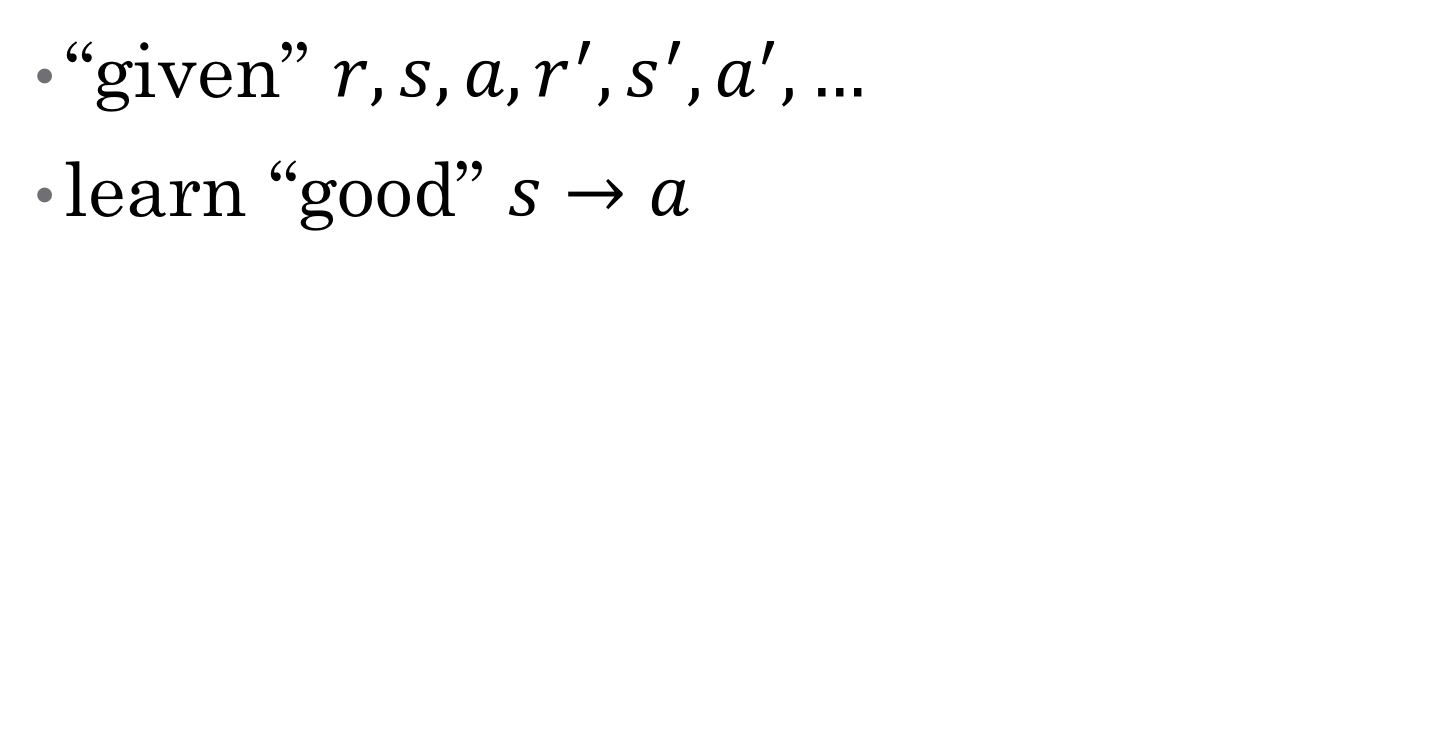 • “given” r, s, a, r′, s′, a′, …
• learn “good” s → a